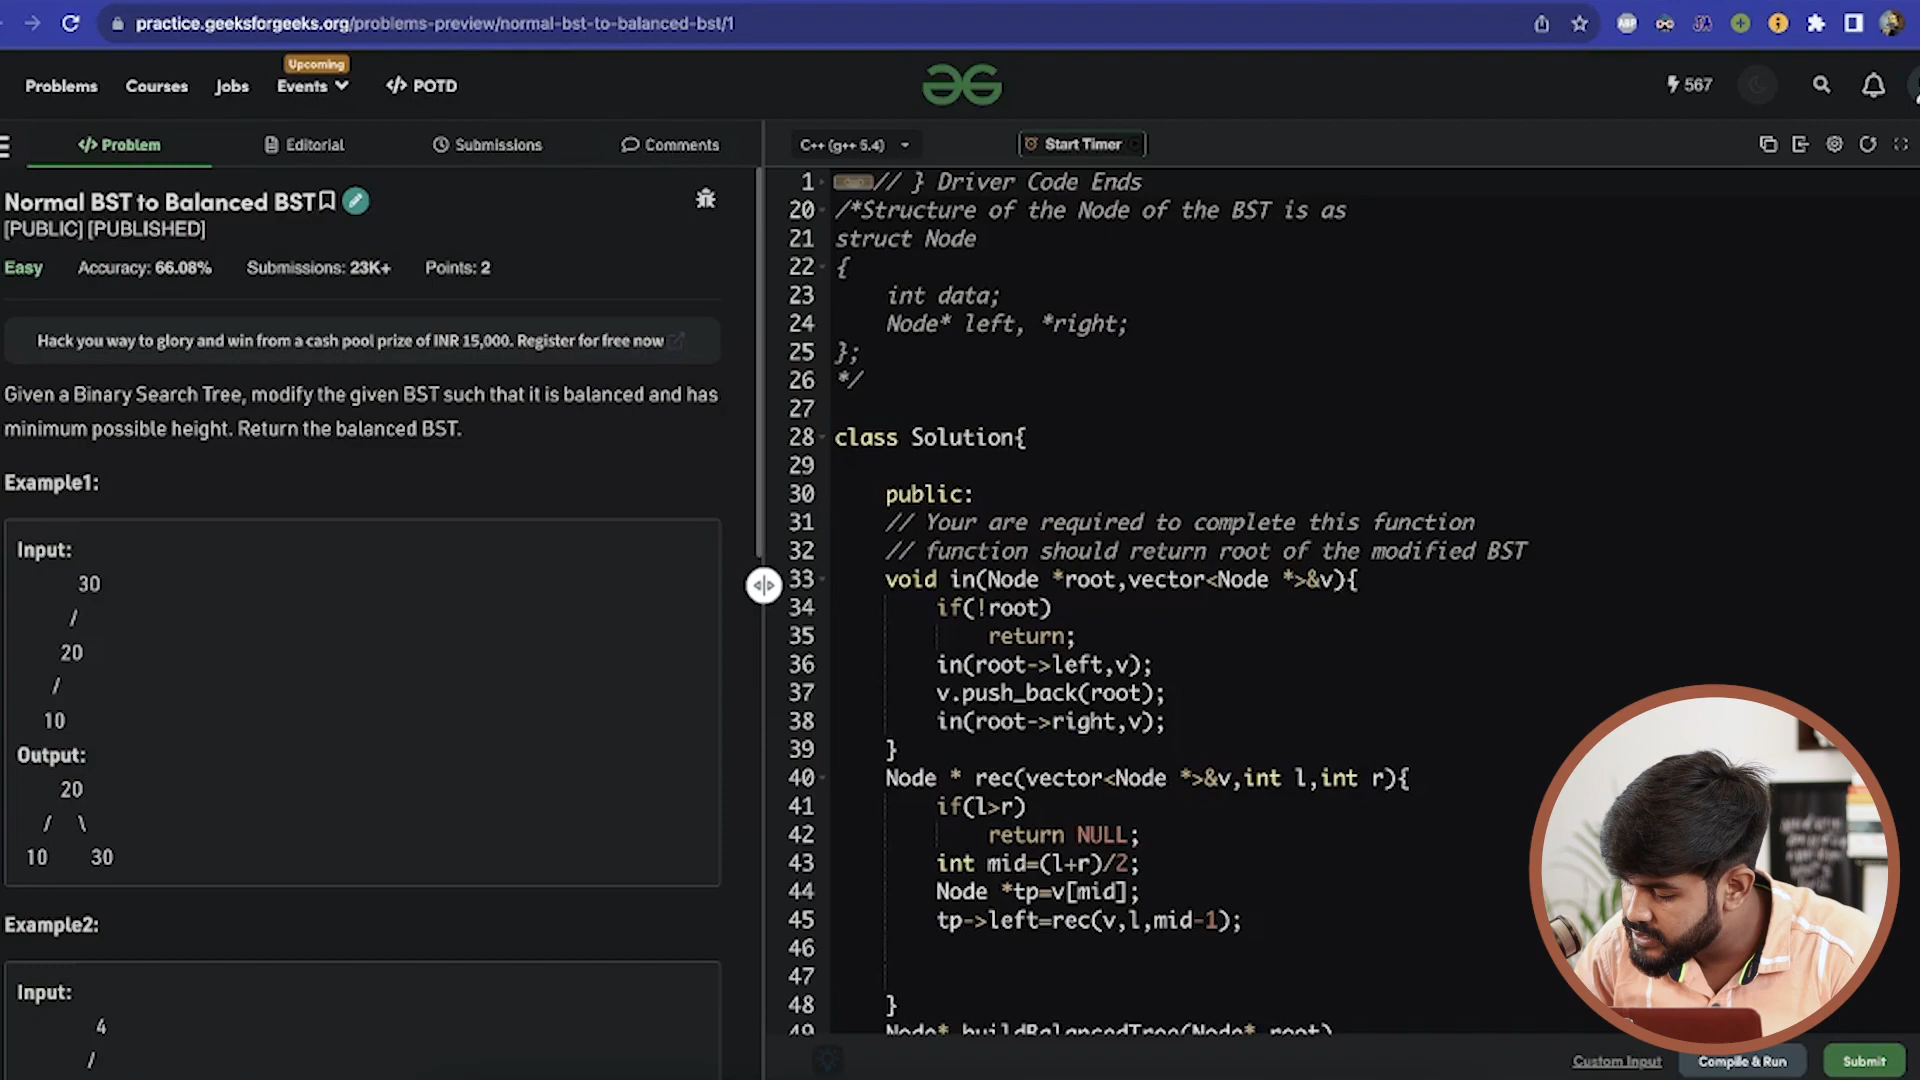 practice.geeksforgeeks.org/problems-preview/normal-bst-to-balanced-bst/1
ABP
Upcoming
Problems
Courses
Jobs
Events
</> POTD
567
</> Problem
Editorial
Submissions
Comments
C++ (g++ 5.4)
Start Timer
Normal BST to Balanced BST
[PUBLIC] [PUBLISHED]
Easy Accuracy: 66.08% Submissions: 23K+ Points: 2
Hack you way to glory and win from a cash pool prize of INR 15,000. Register for free now
Given a Binary Search Tree, modify the given BST such that it is balanced and has
minimum possible height. Return the balanced BST.
Example1:
Input:
30
/
20
/
10
Output:
20
/ \
10 30
Example2:
Input:
4
/
1 // } Driver Code Ends
20 /*Structure of the Node of the BST is as
21 struct Node
22 {
23 int data;
24 Node* left, *right;
25 };
26 */
27
28 class Solution{
29
30 public:
31 // Your are required to complete this function
32 // function should return root of the modified BST
33 void in(Node *root,vector<Node *>&v){
34 if(!root)
35 return;
36 in(root->left,v);
37 v.push_back(root);
38 in(root->right,v);
39 }
40 Node * rec(vector<Node *>&v,int l,int r){
41 if(l>r)
42 return NULL;
43 int mid=(l+r)/2;
44 Node *tp=v[mid];
45 tp->left=rec(v,l,mid-1);
46
47
48 }
49 Node* buildBalancedTree(Node* root)
Custom Input
Compile & Run
Submit